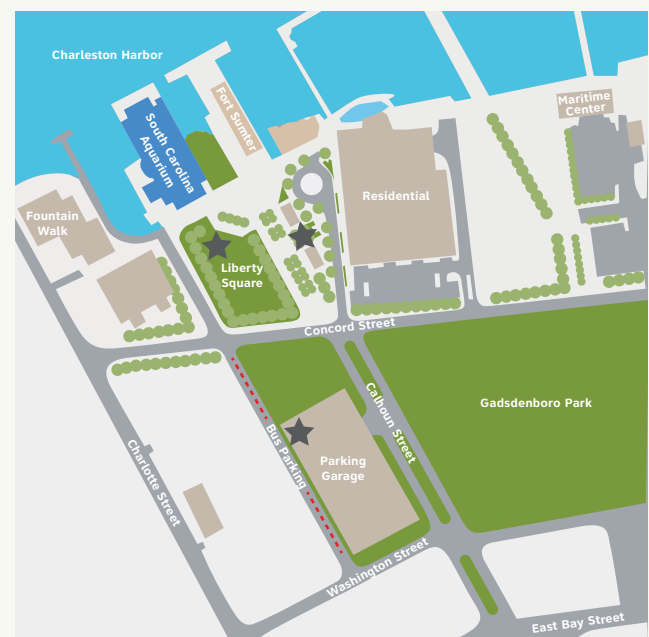 Charleston Harbor
Maritime
Center
Fort Sumter
South Carolina
Aquarium
Residential
Fountain
Walk
Liberty
Square
Concord Street
Gadsdenboro Park
Calhoun Street
Bus Parking
Parking
Garage
Charlotte Street
Washington Street
East Bay Street